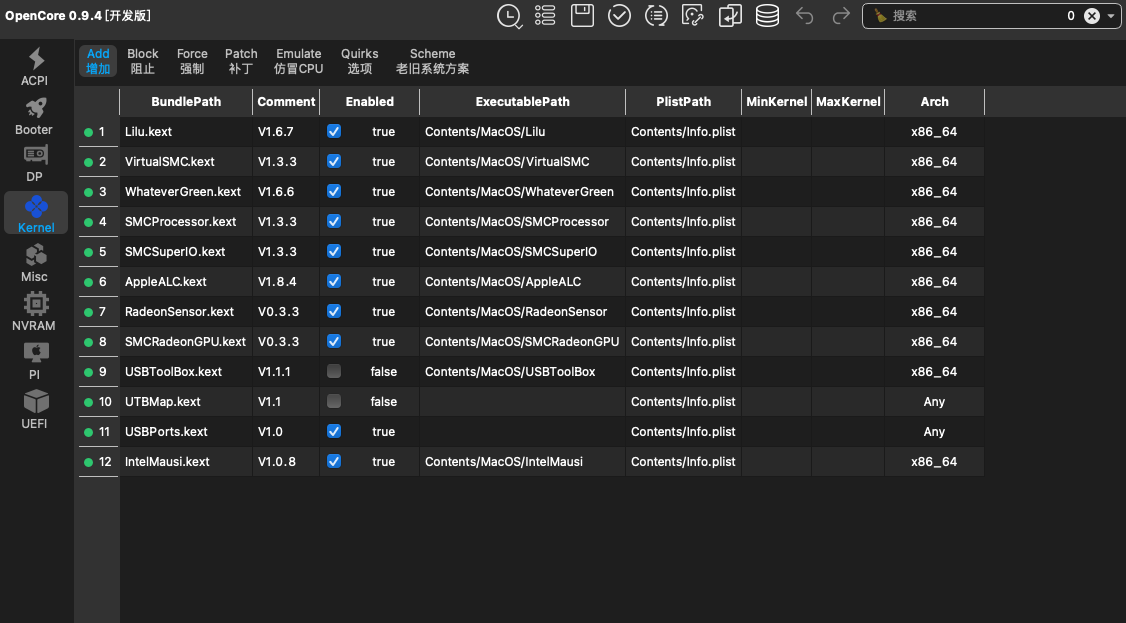 OpenCore 0.9.4 [开发版]
搜索 0
ACPI
Booter
DP
Kernel
Misc
NVRAM
PI
UEFI
Add Block Force Patch Emulate Quirks Scheme
增加 阻止 强制 补丁 仿冒CPU 选项 老旧系统方案
BundlePath Comment Enabled ExecutablePath PlistPath MinKernel MaxKernel Arch
1 Lilu.kext V1.6.7 true Contents/MacOS/Lilu Contents/Info.plist x86_64
2 VirtualSMC.kext V1.3.3 true Contents/MacOS/VirtualSMC Contents/Info.plist x86_64
3 WhateverGreen.kext V1.6.6 true Contents/MacOS/WhateverGreen Contents/Info.plist x86_64
4 SMCProcessor.kext V1.3.3 true Contents/MacOS/SMCProcessor Contents/Info.plist x86_64
5 SMCSuperIO.kext V1.3.3 true Contents/MacOS/SMCSuperIO Contents/Info.plist x86_64
6 AppleALC.kext V1.8.4 true Contents/MacOS/AppleALC Contents/Info.plist x86_64
7 RadeonSensor.kext V0.3.3 true Contents/MacOS/RadeonSensor Contents/Info.plist x86_64
8 SMCRadeonGPU.kext V0.3.3 true Contents/MacOS/SMCRadeonGPU Contents/Info.plist x86_64
9 USBToolBox.kext V1.1.1 false Contents/MacOS/USBToolBox Contents/Info.plist x86_64
10 UTBMap.kext V1.1 false Contents/Info.plist Any
11 USBPorts.kext V1.0 true Contents/Info.plist Any
12 IntelMausi.kext V1.0.8 true Contents/MacOS/IntelMausi Contents/Info.plist x86_64